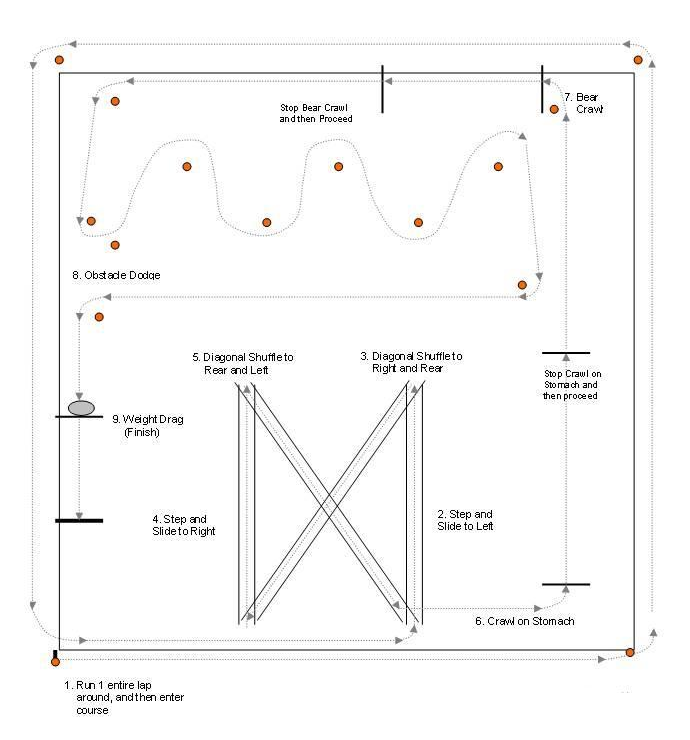 7. Bear
Crawl
Stop Bear Crawl
and then Proceed
8. Obstacle Dodge
5. Diagonal Shuffle to
Rear and Left
3. Diagonal Shuffle to
Right and Rear
Stop Crawl on
Stomach and
then proceed
9. Weight Drag
(Finish)
4. Step and
Slide to Right
2. Step and
Slide to Left
6. Crawl on Stomach
1. Run 1 entire lap
around, and then enter
course